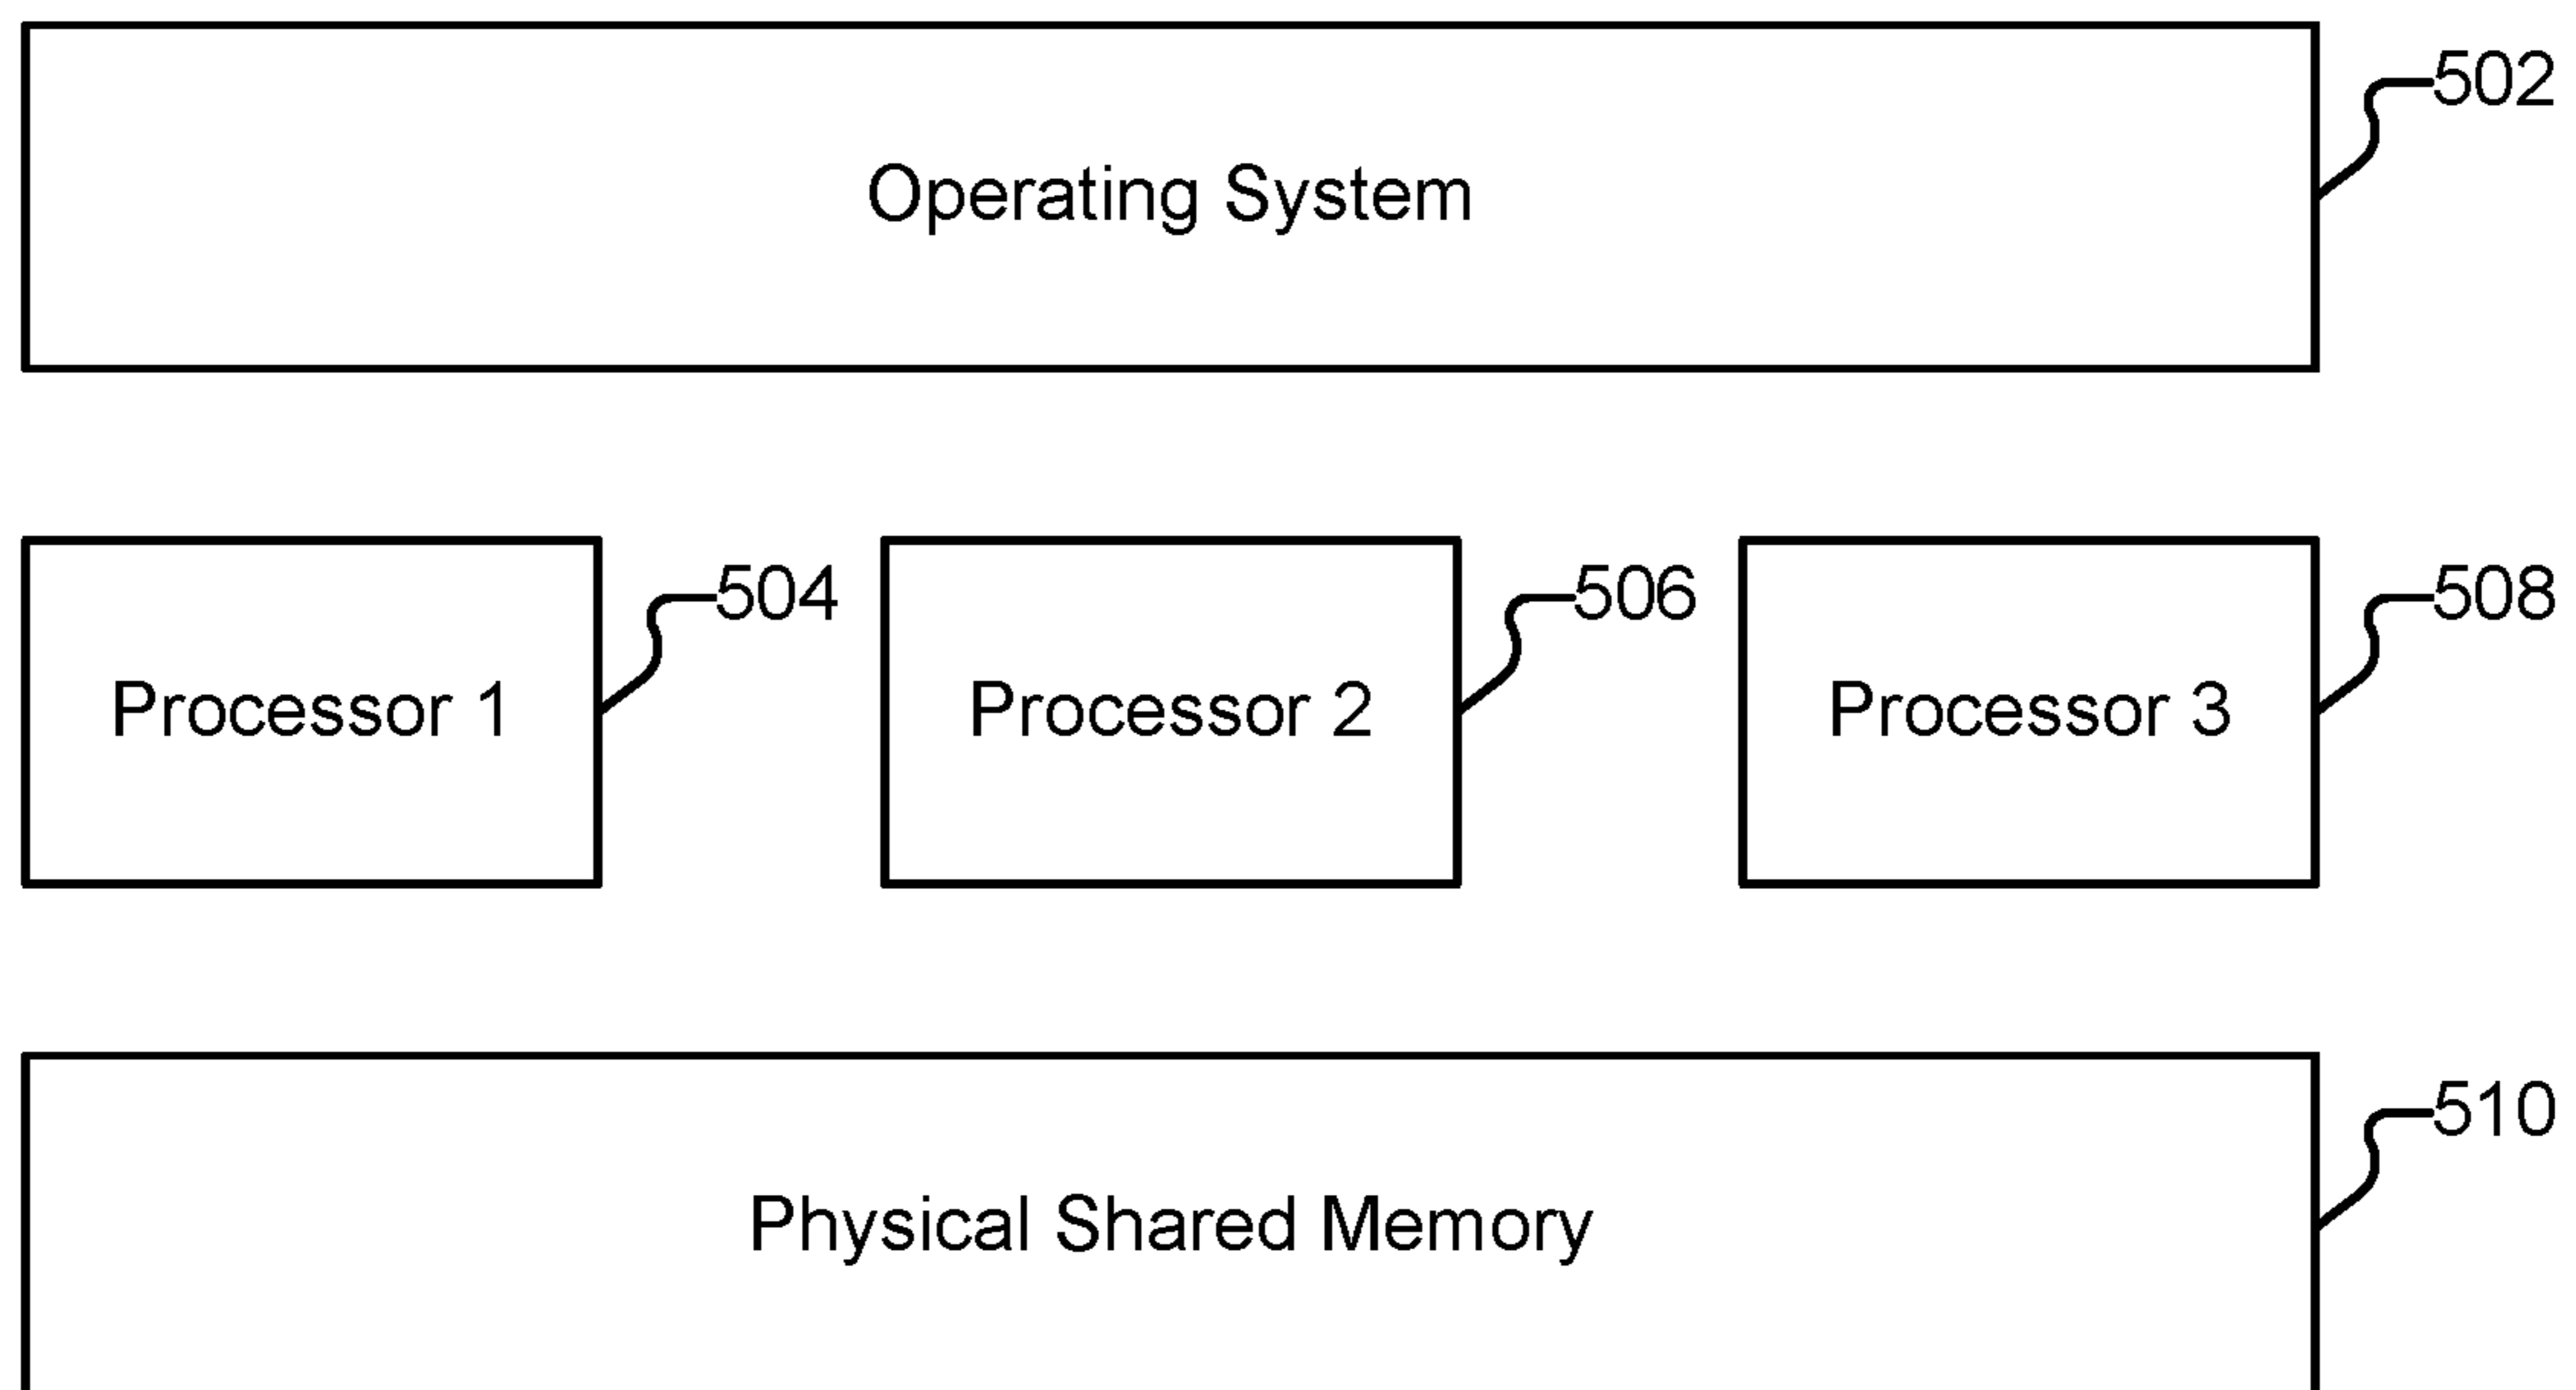 502
Operating System
504
506
508
Processor 1
Processor 2
Processor 3
510
Physical Shared Memory